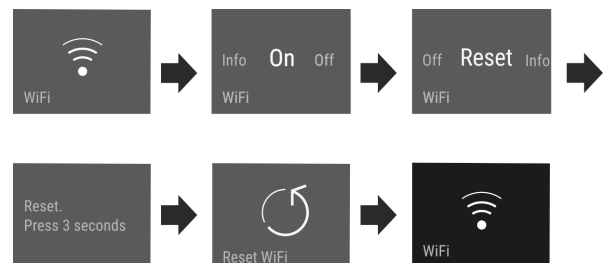 WiFi
Info On Off
WiFi
Off Reset Info
WiFi
Reset.
Press 3 seconds
Reset WiFi
WiFi